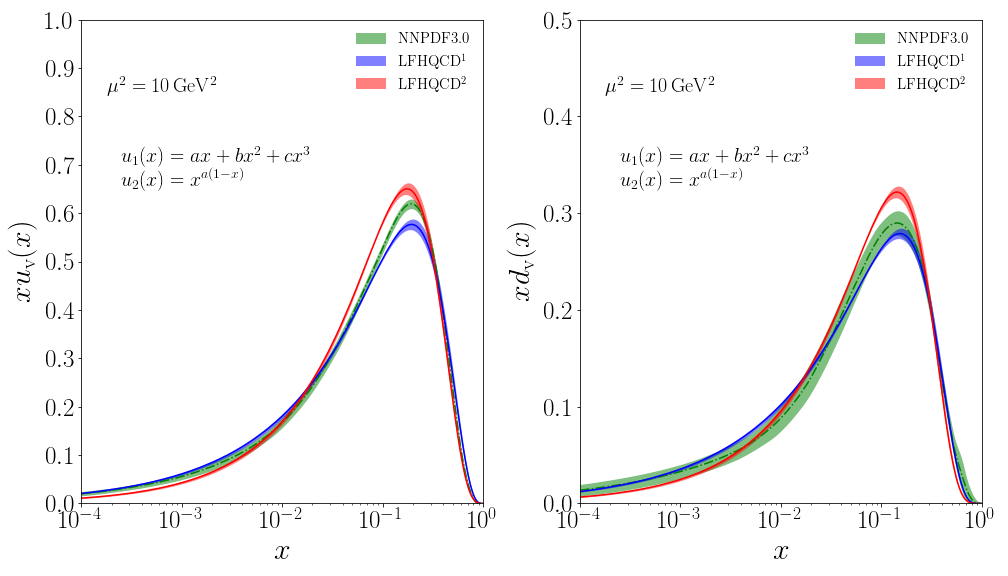 1.0
0.9
0.8
0.7
0.6
0.5
0.4
0.3
0.2
0.1
0.0
xu_v(x)
NNPDF3.0
LFHQCD¹
LFHQCD²
μ² = 10 GeV²
u₁(x) = ax + bx² + cx³
u₂(x) = x^{a(1−x)}
10⁻⁴ 10⁻³ 10⁻² 10⁻¹ 10⁰
x
0.5
0.4
0.3
0.2
0.1
0.0
xd_v(x)
NNPDF3.0
LFHQCD¹
LFHQCD²
μ² = 10 GeV²
u₁(x) = ax + bx² + cx³
u₂(x) = x^{a(1−x)}
10⁻⁴ 10⁻³ 10⁻² 10⁻¹ 10⁰
x